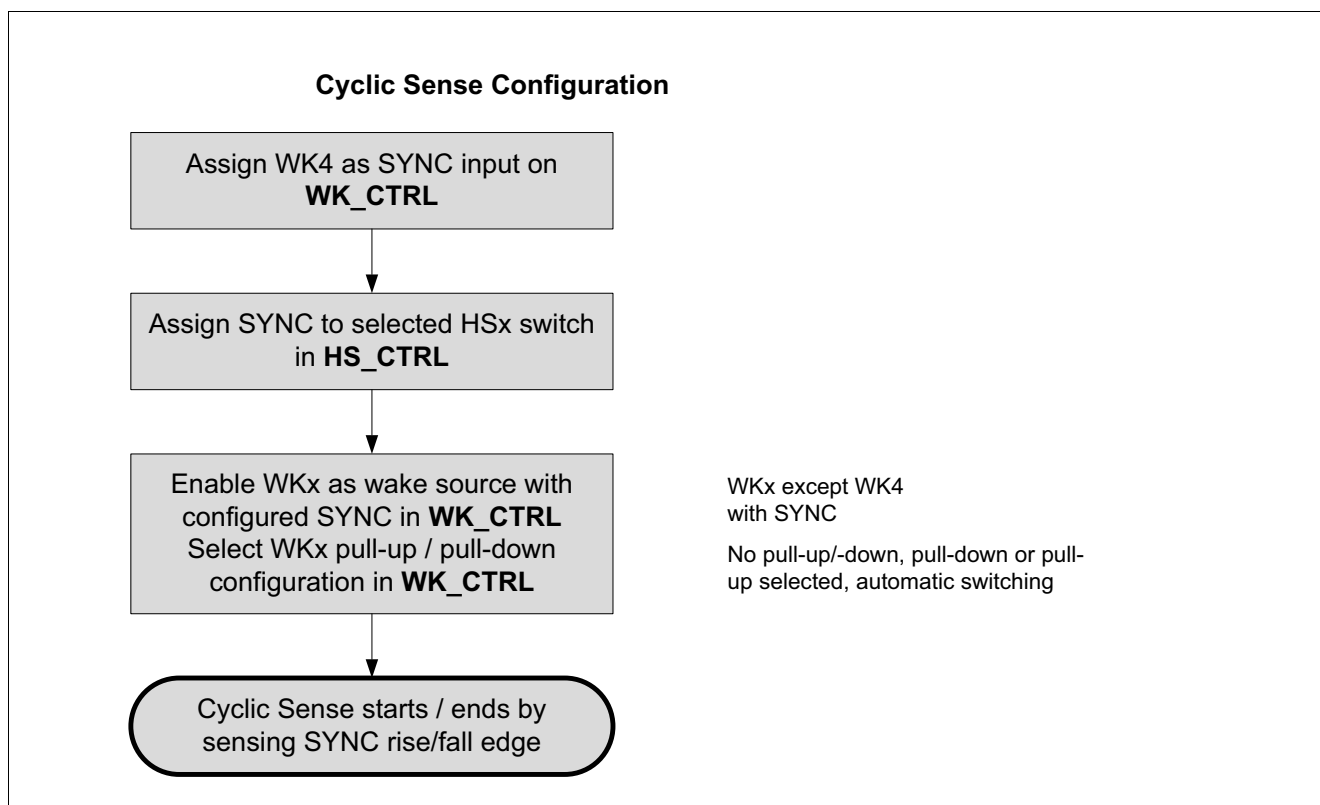 Cyclic Sense Configuration
Assign WK4 as SYNC input on
WK_CTRL
Assign SYNC to selected HSx switch
in HS_CTRL
Enable WKx as wake source with
configured SYNC in WK_CTRL
Select WKx pull-up / pull-down
configuration in WK_CTRL
WKx except WK4
with SYNC
No pull-up/-down, pull-down or pull-
up selected, automatic switching
Cyclic Sense starts / ends by
sensing SYNC rise/fall edge